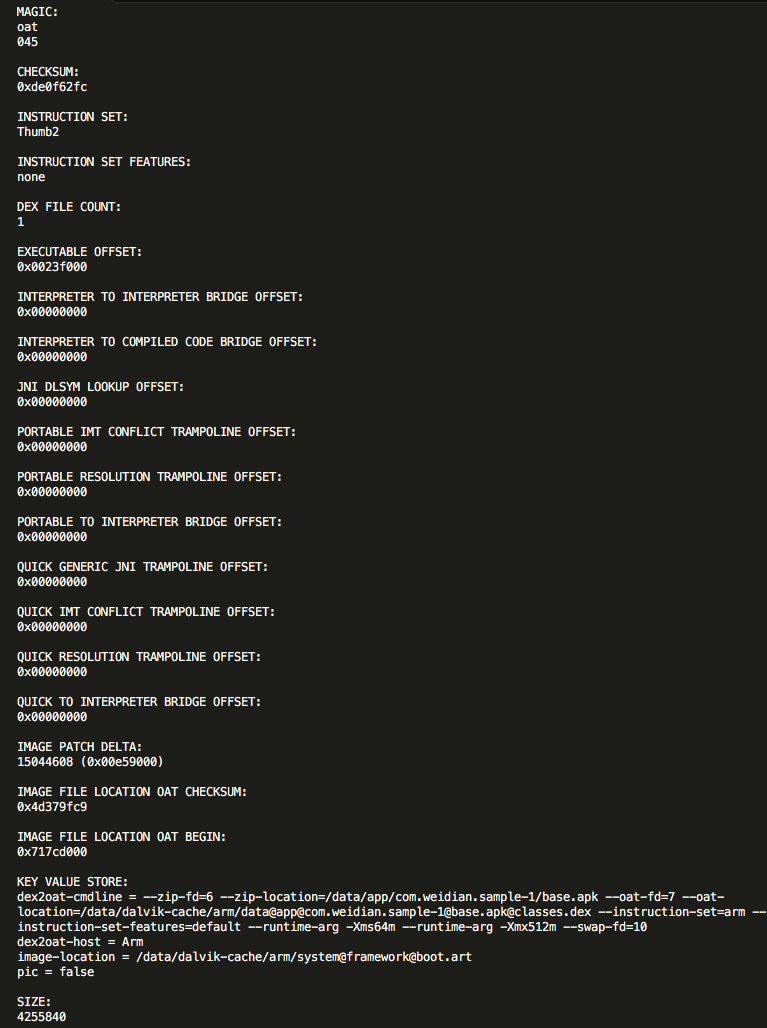 MAGIC:
oat
045
CHECKSUM:
0xde0f62fc
INSTRUCTION SET:
Thumb2
INSTRUCTION SET FEATURES:
none
DEX FILE COUNT:
1
EXECUTABLE OFFSET:
0x0023f000
INTERPRETER TO INTERPRETER BRIDGE OFFSET:
0x00000000
INTERPRETER TO COMPILED CODE BRIDGE OFFSET:
0x00000000
JNI DLSYM LOOKUP OFFSET:
0x00000000
PORTABLE IMT CONFLICT TRAMPOLINE OFFSET:
0x00000000
PORTABLE RESOLUTION TRAMPOLINE OFFSET:
0x00000000
PORTABLE TO INTERPRETER BRIDGE OFFSET:
0x00000000
QUICK GENERIC JNI TRAMPOLINE OFFSET:
0x00000000
QUICK IMT CONFLICT TRAMPOLINE OFFSET:
0x00000000
QUICK RESOLUTION TRAMPOLINE OFFSET:
0x00000000
QUICK TO INTERPRETER BRIDGE OFFSET:
0x00000000
IMAGE PATCH DELTA:
15044608 (0x00e59000)
IMAGE FILE LOCATION OAT CHECKSUM:
0x4d379fc9
IMAGE FILE LOCATION OAT BEGIN:
0x717cd000
KEY VALUE STORE:
dex2oat-cmdline = --zip-fd=6 --zip-location=/data/app/com.weidian.sample-1/base.apk --oat-fd=7 --oat-
location=/data/dalvik-cache/arm/data@app@com.weidian.sample-1@base.apk@classes.dex --instruction-set=arm --
instruction-set-features=default --runtime-arg -Xms64m --runtime-arg -Xmx512m --swap-fd=10
dex2oat-host = Arm
image-location = /data/dalvik-cache/arm/system@framework@boot.art
pic = false
SIZE:
4255840